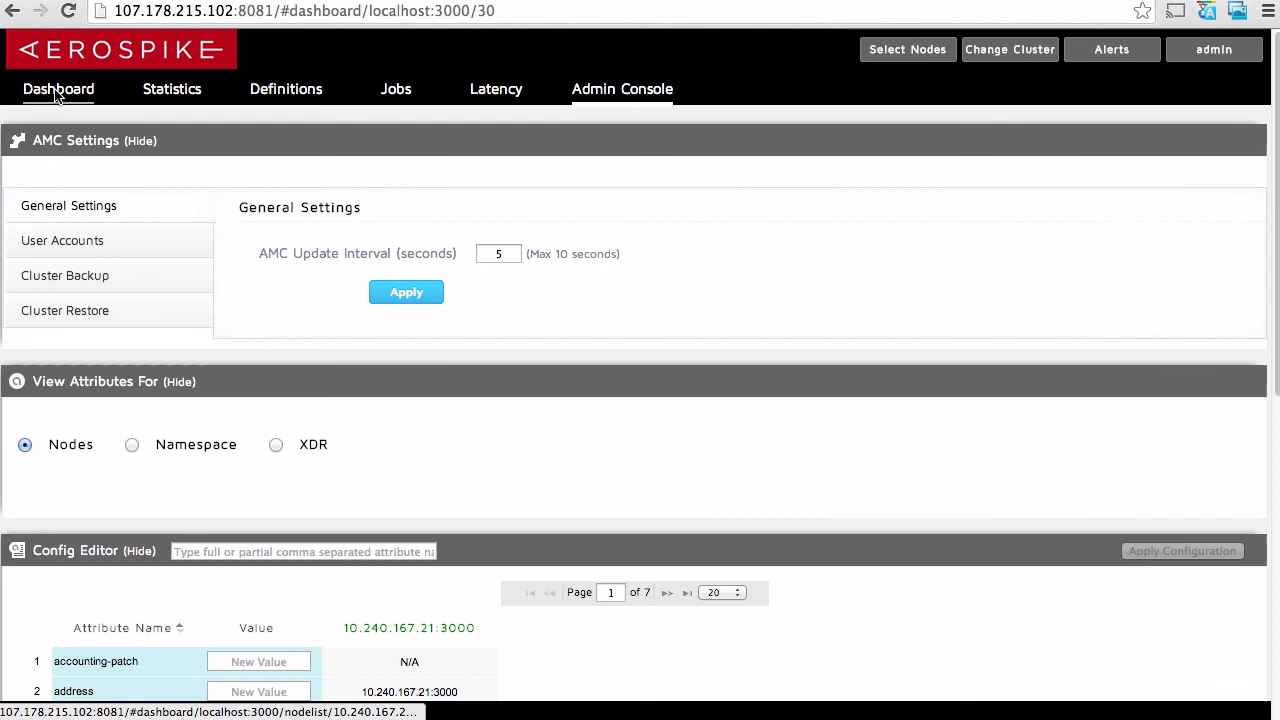 107.178.215.102:8081/#dashboard/localhost:3000/30
AEROSPIKE
Select Nodes Change Cluster Alerts admin
Dashboard Statistics Definitions Jobs Latency Admin Console
AMC Settings (Hide)
General Settings
User Accounts
Cluster Backup
Cluster Restore
General Settings
AMC Update Interval (seconds) 5 (Max 10 seconds)
Apply
View Attributes For (Hide)
Nodes Namespace XDR
Config Editor (Hide) Type full or partial comma separated attribute na Apply Configuration
Page 1 of 7 20
Attribute Name Value 10.240.167.21:3000
1 accounting-patch New Value N/A
2 address New Value 10.240.167.21:3000
107.178.215.102:8081/#dashboard/localhost:3000/nodelist/10.240.167.2...